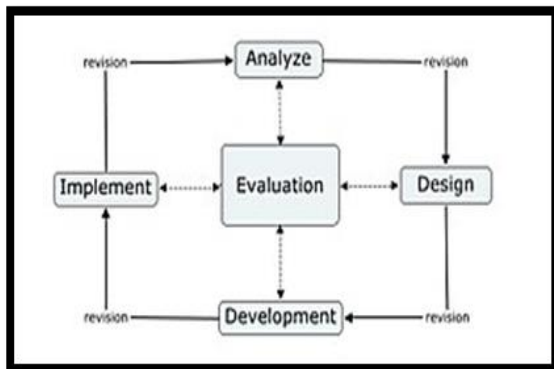 Analyze
revision
revision
Implement
Evaluation
Design
Development
revision
revision